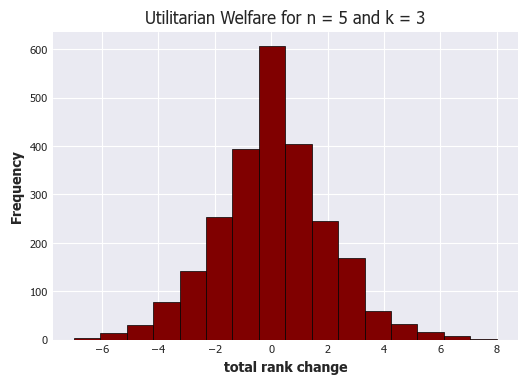 Utilitarian Welfare for n = 5 and k = 3
600
500
400
300
200
100
0
Frequency
−6 −4 −2 0 2 4 6 8
total rank change